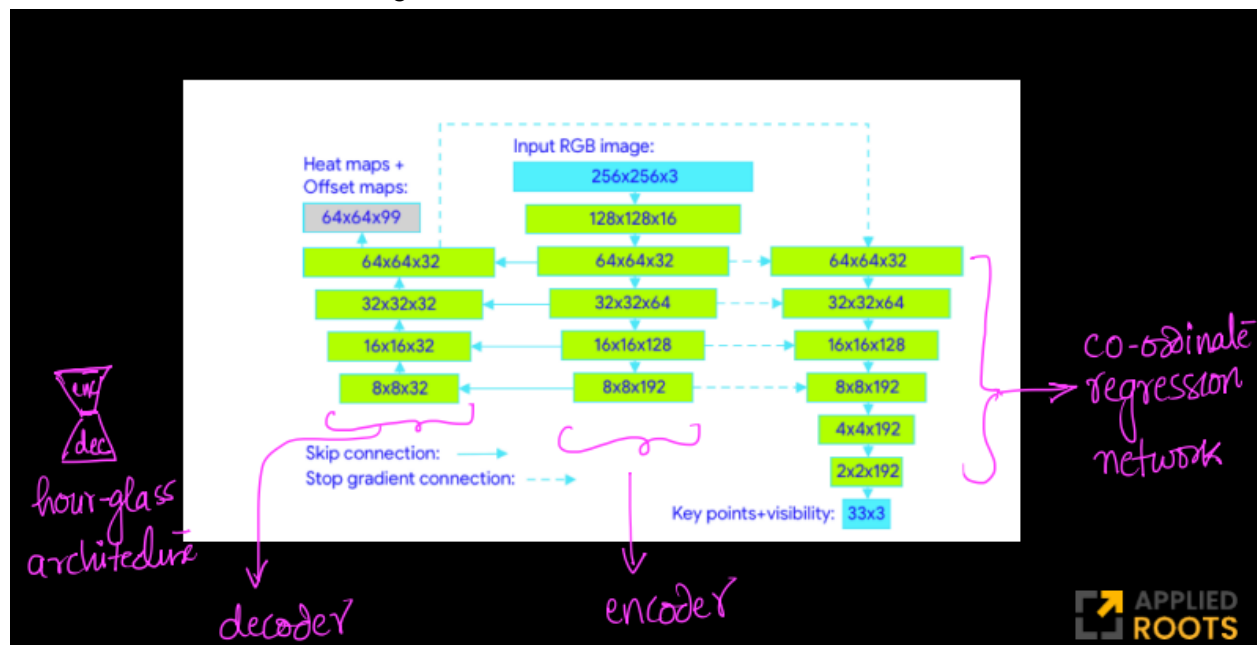 Input RGB image:
256x256x3
128x128x16
Heat maps +
Offset maps:
64x64x99
64x64x32
64x64x32
64x64x32
32x32x32
32x32x64
32x32x64
16x16x32
16x16x128
16x16x128
8x8x32
8x8x192
8x8x192
4x4x192
2x2x192
Key points+visibility: 33x3
Skip connection:
Stop gradient connection:
enc
dec
hour-glass
architecture
decoder
encoder
co-ordinate
regression
network
APPLIED
ROOTS